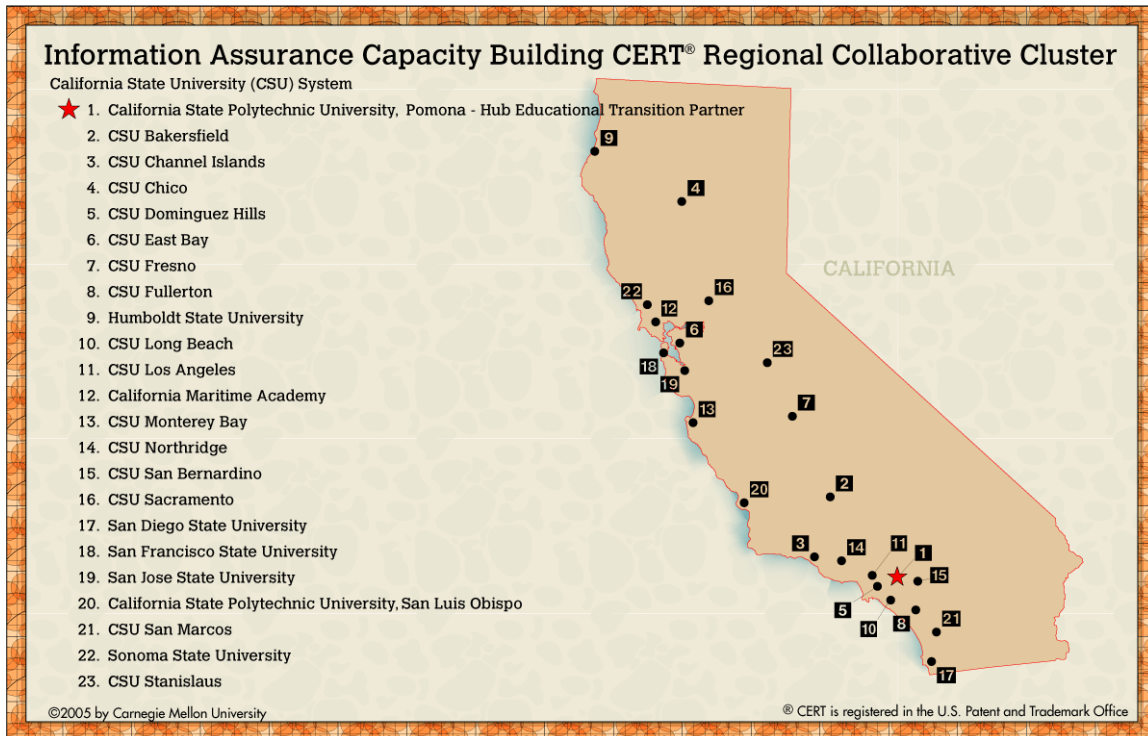 Information Assurance Capacity Building CERT® Regional Collaborative Cluster
California State University (CSU) System
1. California State Polytechnic University, Pomona - Hub Educational Transition Partner
2. CSU Bakersfield
3. CSU Channel Islands
4. CSU Chico
5. CSU Dominguez Hills
6. CSU East Bay
7. CSU Fresno
8. CSU Fullerton
9. Humboldt State University
10. CSU Long Beach
11. CSU Los Angeles
12. California Maritime Academy
13. CSU Monterey Bay
14. CSU Northridge
15. CSU San Bernardino
16. CSU Sacramento
17. San Diego State University
18. San Francisco State University
19. San Jose State University
20. California State Polytechnic University, San Luis Obispo
21. CSU San Marcos
22. Sonoma State University
23. CSU Stanislaus
9
4
CALIFORNIA
22
16
12
6
23
18
19
7
13
2
20
3
14
11
1
15
5
10
8
21
17
©2005 by Carnegie Mellon University
® CERT is registered in the U.S. Patent and Trademark Office